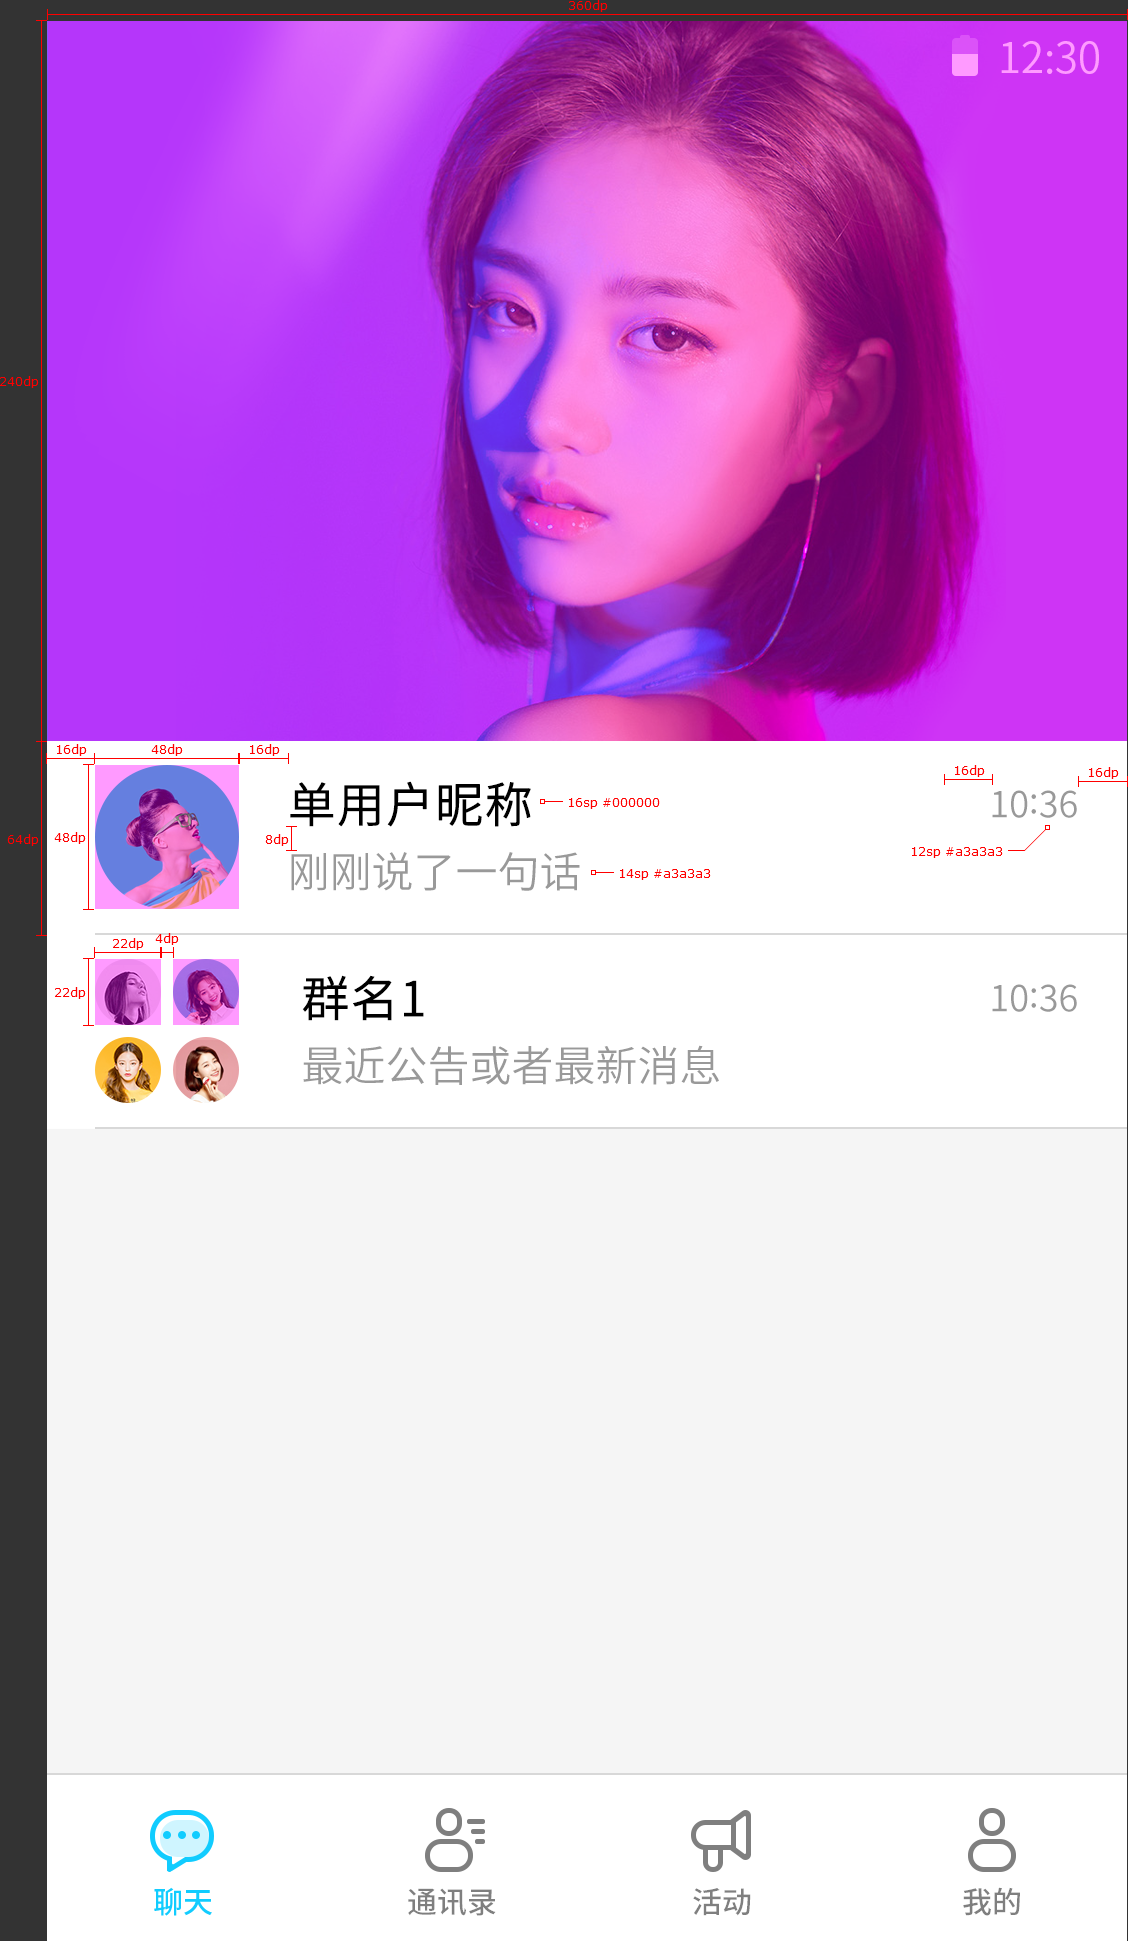 360dp
12:30
240dp
16dp 48dp 16dp
16dp 16dp
单用户昵称 16sp #000000 10:36
64dp 48dp 8dp
12sp #a3a3a3
刚刚说了一句话 14sp #a3a3a3
22dp 4dp
22dp
群名1 10:36
最近公告或者最新消息
聊天 通讯录 活动 我的